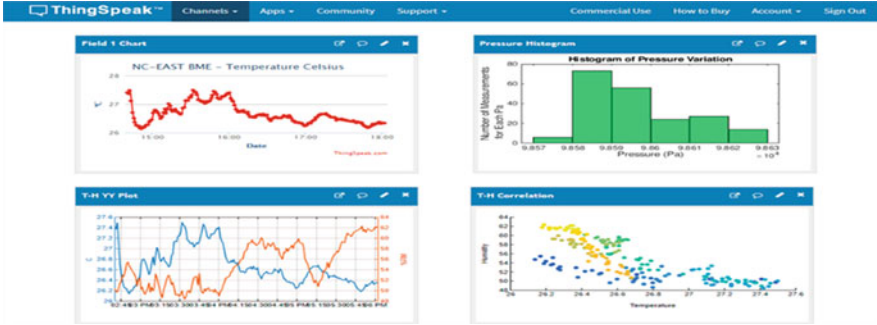 ThingSpeak™ Channels Apps Community Support Commercial Use How to Buy Account Sign Out
Field 1 Chart
NC-EAST BME - Temperature Celsius
28
27
26
°C
15:00 16:00 17:00 18:00
Date
ThingSpeak.com
Pressure Histogram
Histogram of Pressure Variation
Number of Measurements
for Each Pa
80
60
40
20
0
9.857 9.858 9.859 9.86 9.861 9.862 9.863
Pressure (Pa)
T-H YY Plot
27.6
27.4
27.2
27
26.8
26.6
26.4
26.2
26
64
62
60
58
56
54
52
50
48
T-H Correlation
Humidity
64
62
60
58
56
54
52
50
48
26 26.2 26.4 26.6 26.8 27 27.2 27.4 27.6
Temperature